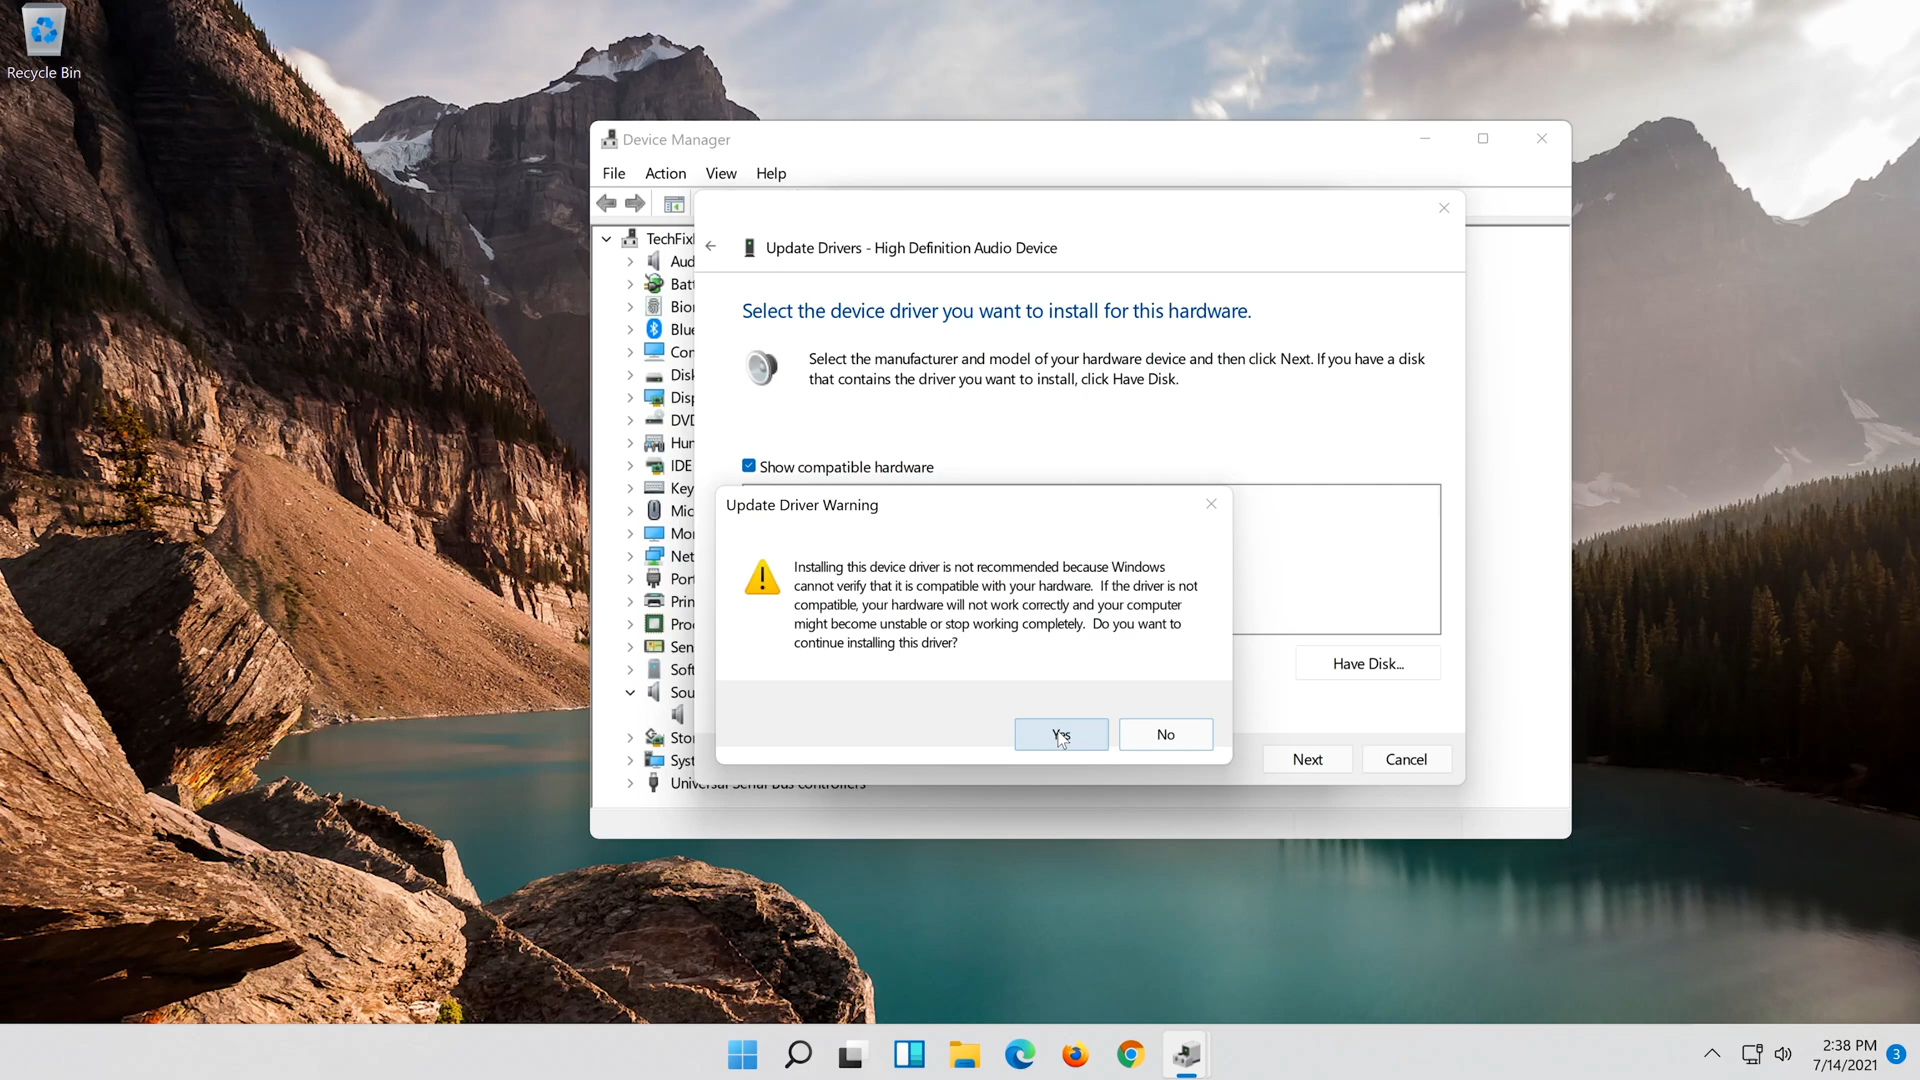 Recycle Bin
Device Manager
File Action View Help
TechFix
Update Drivers - High Definition Audio Device
Select the device driver you want to install for this hardware.
Select the manufacturer and model of your hardware device and then click Next. If you have a disk
that contains the driver you want to install, click Have Disk.
Show compatible hardware
Aud
Batt
Bion
Blue
Con
Disk
Disp
DVD
Hun
IDE
Key
Mic
Mon
Net
Port
Prin
Proc
Sen
Soft
Sou
Stor
Syst
Universal Serial Bus controllers
Update Driver Warning
Installing this device driver is not recommended because Windows
cannot verify that it is compatible with your hardware. If the driver is not
compatible, your hardware will not work correctly and your computer
might become unstable or stop working completely. Do you want to
continue installing this driver?
Yes No
Have Disk...
Next Cancel
2:38 PM
7/14/2021
3